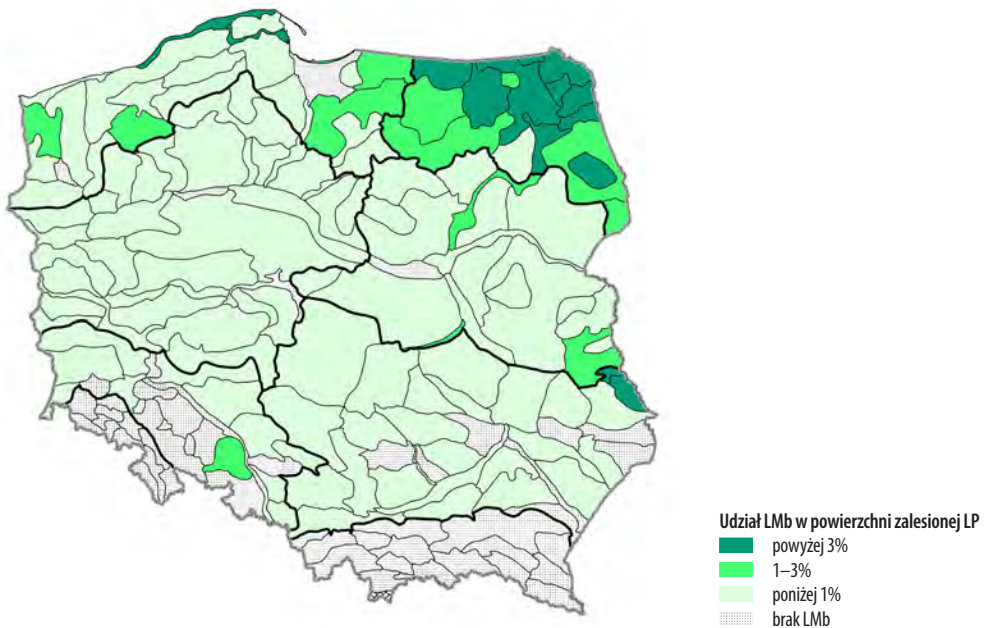 Udział LMb w powierzchni zalesionej LP
powyżej 3%
1–3%
poniżej 1%
brak LMb